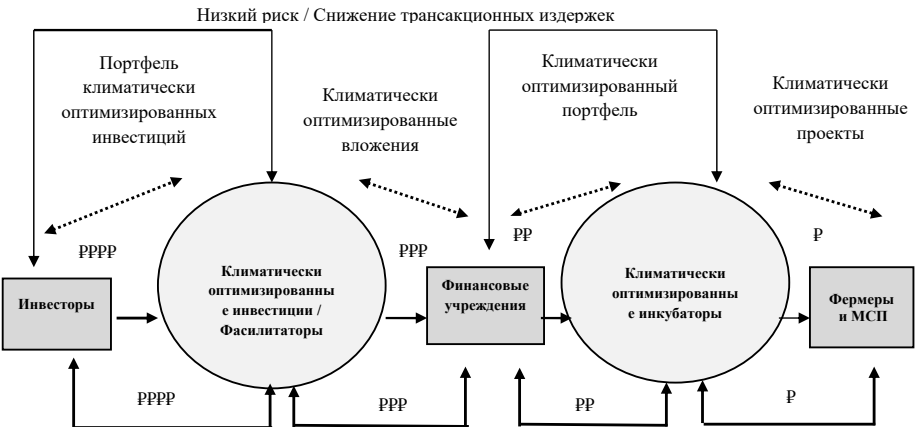 Низкий риск / Снижение трансакционных издержек
Портфель
климатически
оптимизированных
инвестиций
Климатически
оптимизированные
вложения
Климатически
оптимизированный
портфель
Климатически
оптимизированные
проекты
₽₽₽₽
₽₽₽
₽₽
₽
Инвесторы
Климатически
оптимизированны
е инвестиции /
Фасилитаторы
Финансовые
учреждения
Климатически
оптимизированны
е инкубаторы
Фермеры
и МСП
₽₽₽₽
₽₽₽
₽₽
₽